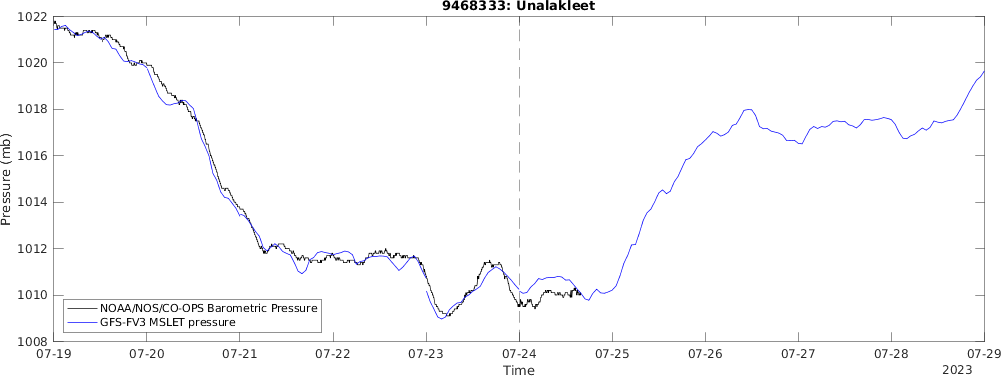 9468333: Unalakleet
Pressure (mb)
1022
1020
1018
1016
1014
1012
1010
1008
NOAA/NOS/CO-OPS Barometric Pressure
GFS-FV3 MSLET pressure
07-19 07-20 07-21 07-22 07-23 07-24 07-25 07-26 07-27 07-28 07-29
Time
2023